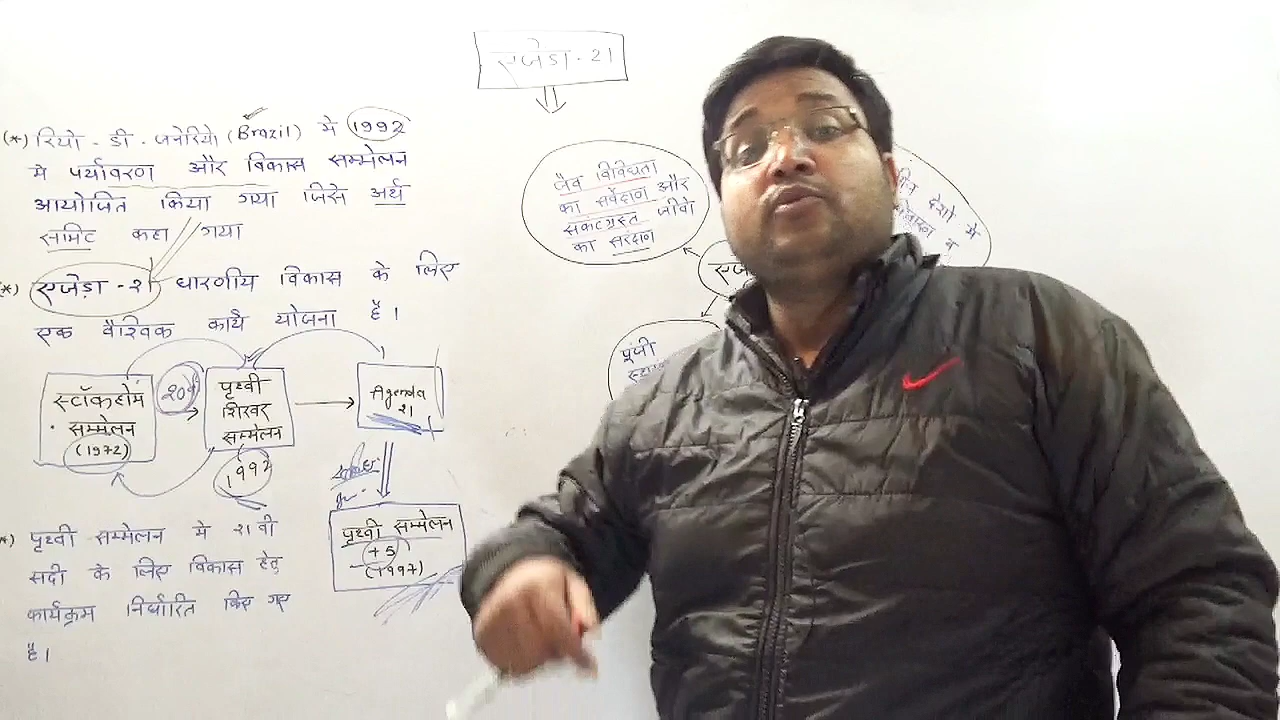 एजेंडा - 21
(*) रियो - डी - जनेरियो (Brazil) में 1992
में पर्यावरण और विकास सम्मेलन
आयोजित किया गया जिसे अर्थ
समिट कहा गया
(*) एजेंडा - 21 धारणीय विकास के लिए
एक वैश्विक कार्य योजना है।
स्टॉकहोम
सम्मेलन
(1972)
पृथ्वी
शिखर
सम्मेलन
1992
Agenda
21
पृथ्वी सम्मेलन
+5
(1997)
*) पृथ्वी सम्मेलन में 21 वी
सदी के लिए विकास हेतु
कार्यक्रम निर्धारित किए गए
है।
जैव विविधता
का सर्वेक्षण और
संकटग्रस्त जीवो
का संरक्षण
देशो में
व
पूंजी